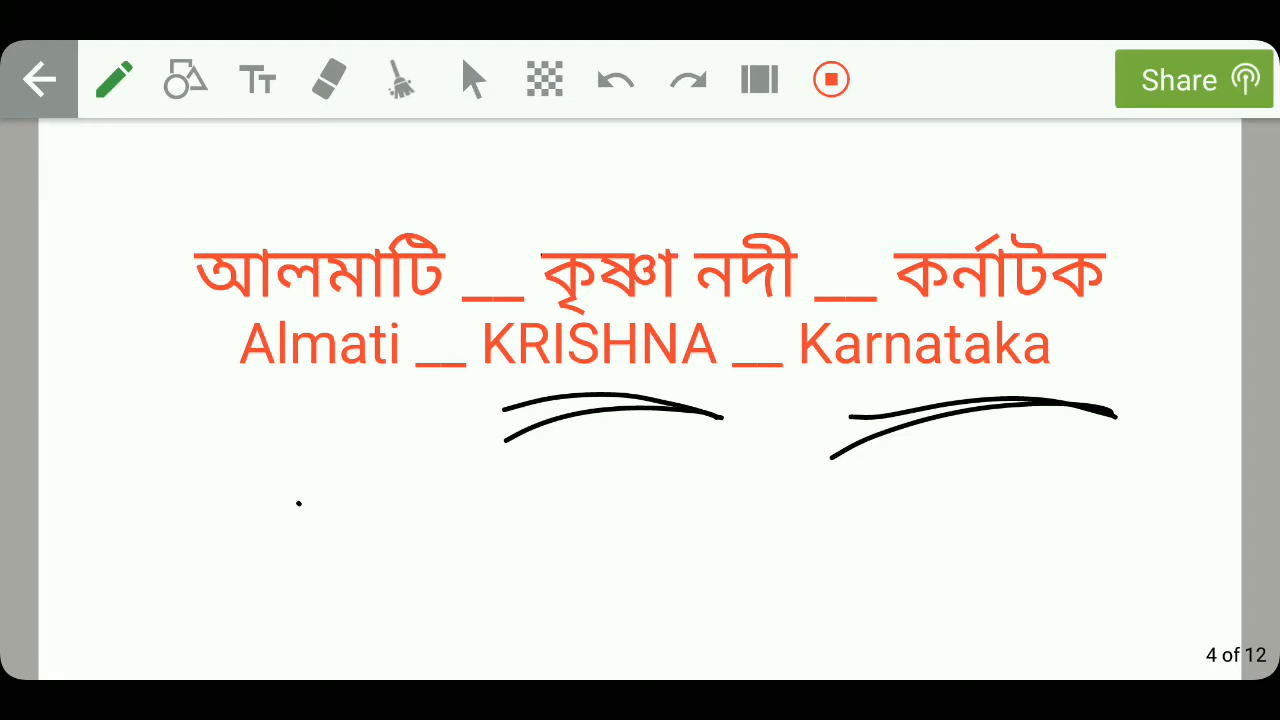 Share
আলমাটি __ কৃষ্ণা নদী __ কর্নাটক
Almati __ KRISHNA __ Karnataka
4 of 12